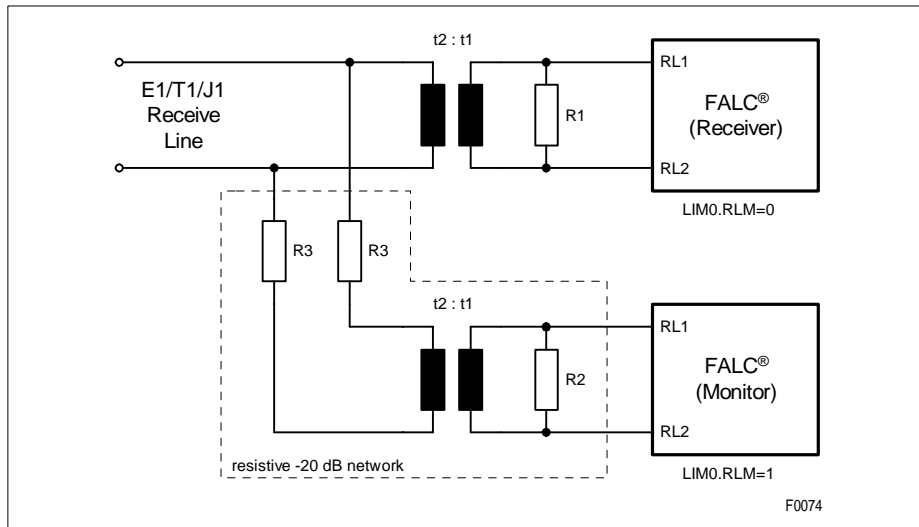 t2 : t1
E1/T1/J1
Receive
Line
R1
RL1
RL2
FALC®
(Receiver)
LIM0.RLM=0
R3
R3
t2 : t1
R2
RL1
RL2
FALC®
(Monitor)
LIM0.RLM=1
resistive -20 dB network
F0074